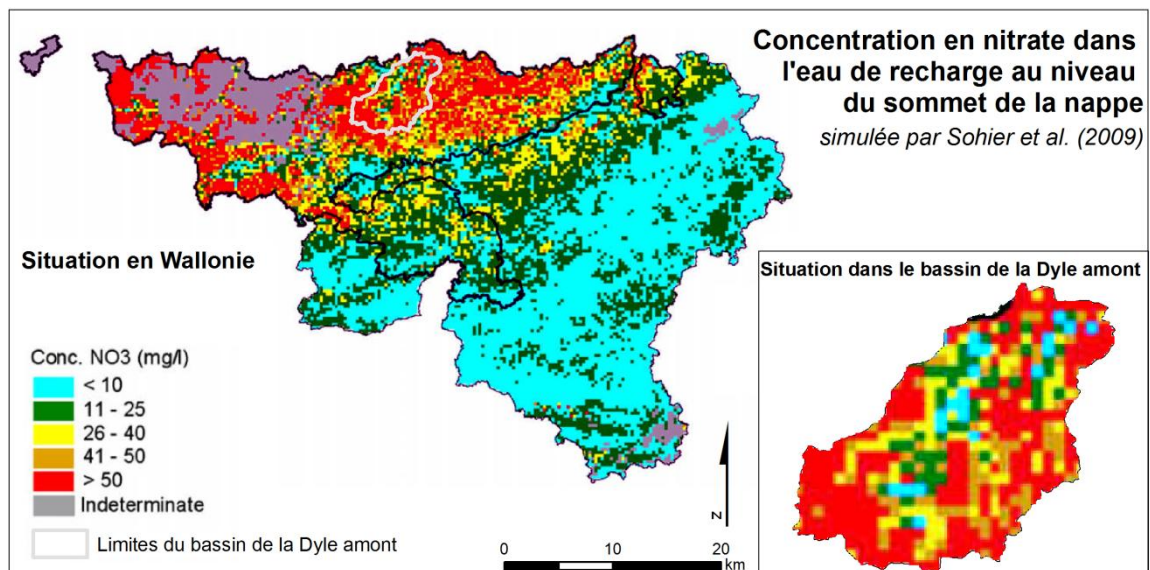 Concentration en nitrate dans
l'eau de recharge au niveau
du sommet de la nappe
simulée par Sohier et al. (2009)
Situation en Wallonie
Situation dans le bassin de la Dyle amont
Conc. NO3 (mg/l)
< 10
11 - 25
26 - 40
41 - 50
> 50
Indeterminate
Limites du bassin de la Dyle amont
N
0 10 20
km